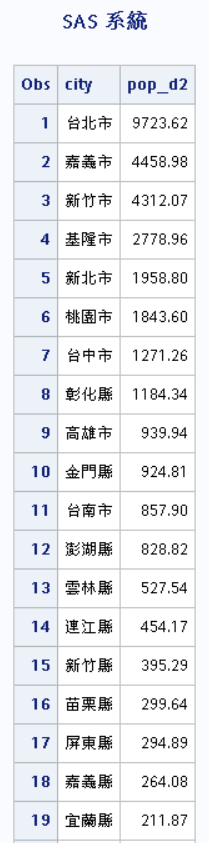 SAS 系統
Obs city pop_d2
1 台北市 9723.62
2 嘉義市 4458.98
3 新竹市 4312.07
4 基隆市 2778.96
5 新北市 1958.80
6 桃園市 1843.60
7 台中市 1271.26
8 彰化縣 1184.34
9 高雄市 939.94
10 金門縣 924.81
11 台南市 857.90
12 澎湖縣 828.82
13 雲林縣 527.54
14 連江縣 454.17
15 新竹縣 395.29
16 苗栗縣 299.64
17 屏東縣 294.89
18 嘉義縣 264.08
19 宜蘭縣 211.87